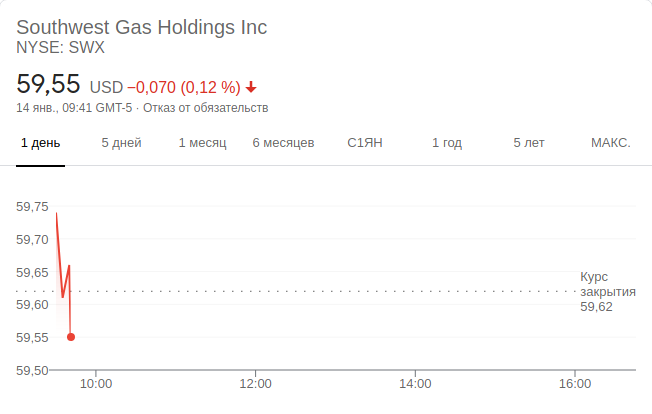 Southwest Gas Holdings Inc
NYSE: SWX
59,55 USD −0,070 (0,12 %)
14 янв., 09:41 GMT-5 · Отказ от обязательств
1 день 5 дней 1 месяц 6 месяцев С1ЯН 1 год 5 лет МАКС.
59,75
59,70
59,65
59,60
59,55
59,50
Курс
закрытия
59,62
10:00 12:00 14:00 16:00